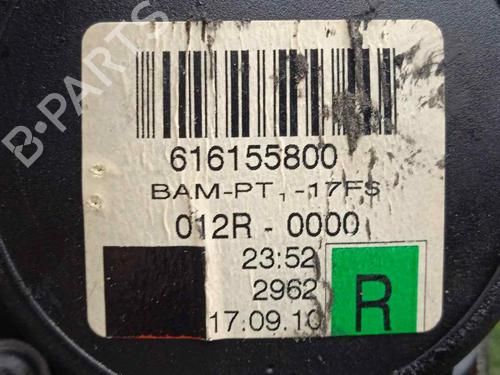 B-PARTS
616155800
BAM-PT1-17FS
012R - 0000
23:52
2962
17.09.10
R